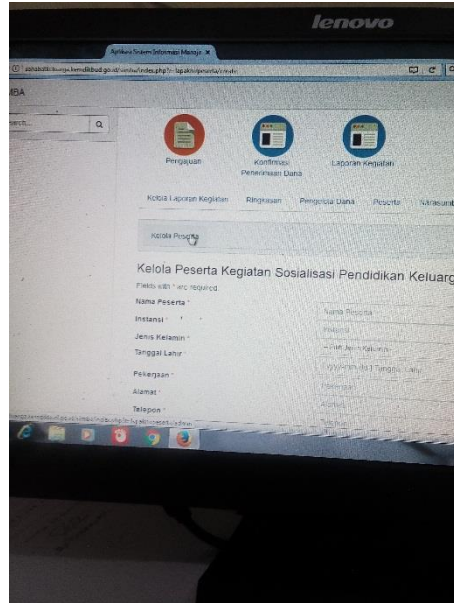 lenovo
Aplikasi Sistem Informasi Manaje ×
MBA
Pengajuan
Konfirmasi
Penerimaan Dana
Laporan Kegiatan
Kelola Laporan Kegiatan Ringkasan Pengelola Dana Peserta Narasumb
Kelola Peserta
Kelola Peserta Kegiatan Sosialisasi Pendidikan Keluarg
Fields with * are required.
Nama Peserta * Nama Peserta
Instansi * Instansi
Jenis Kelamin *
Tanggal Lahir *
Pekerjaan * Pekerjaan
Alamat * Alamat
Telepon * Telepon